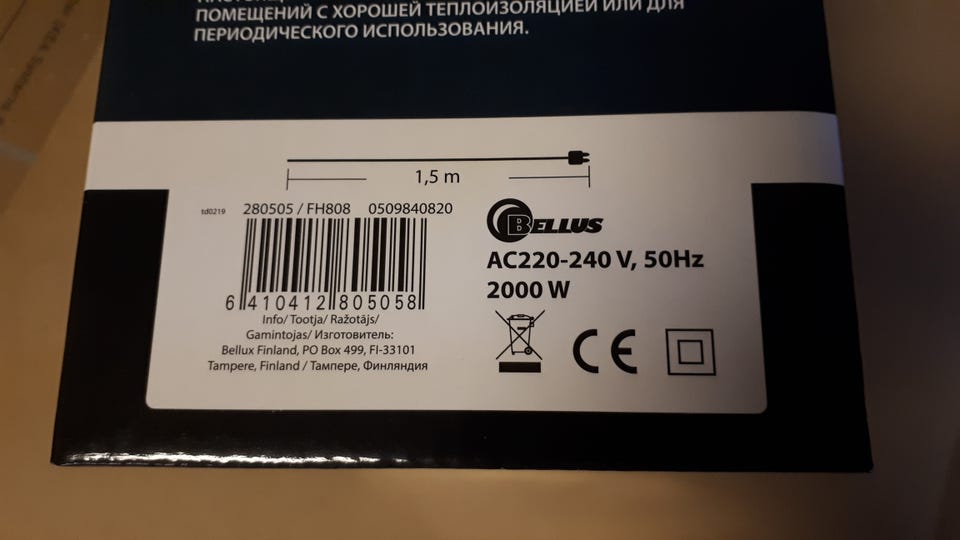 ПОМЕЩЕНИЙ С ХОРОШЕЙ ТЕПЛОИЗОЛЯЦИЕЙ ИЛИ ДЛЯ
ПЕРИОДИЧЕСКОГО ИСПОЛЬЗОВАНИЯ.
1,5 m
td0219 280505 / FH808 0509840820
6 410412 805058
Info/ Tootja/ Ražotājs/
Gamintojas/ Изготовитель:
Bellux Finland, PO Box 499, FI-33101
Tampere, Finland / Тампере, Финляндия
BELLUS
AC220-240 V, 50Hz
2000 W
CE